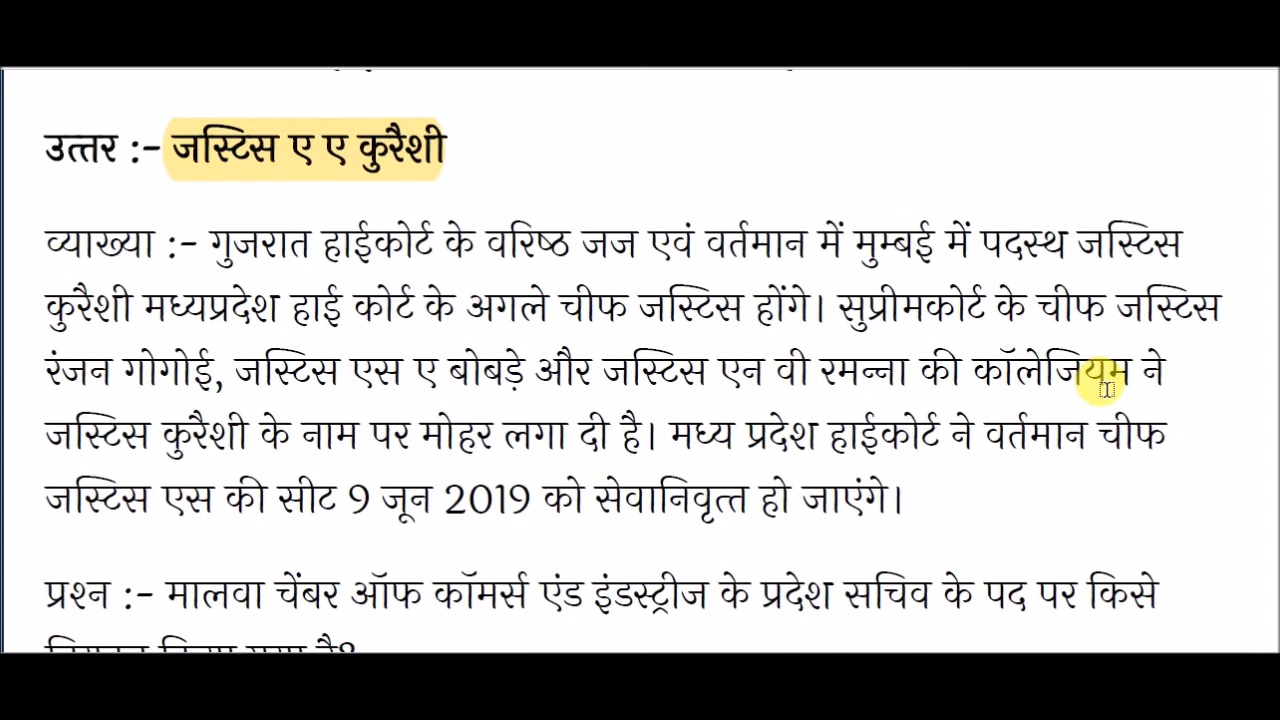 उत्तर :- जस्टिस ए ए कुरैशी
व्याख्या :- गुजरात हाईकोर्ट के वरिष्ठ जज एवं वर्तमान में मुम्बई में पदस्थ जस्टिस
कुरैशी मध्यप्रदेश हाई कोर्ट के अगले चीफ जस्टिस होंगे। सुप्रीमकोर्ट के चीफ जस्टिस
रंजन गोगोई, जस्टिस एस ए बोबड़े और जस्टिस एन वी रमन्ना की कॉलेजियम ने
जस्टिस कुरैशी के नाम पर मोहर लगा दी है। मध्य प्रदेश हाईकोर्ट ने वर्तमान चीफ
जस्टिस एस की सीट 9 जून 2019 को सेवानिवृत्त हो जाएंगे।
प्रश्न :- मालवा चेंबर ऑफ कॉमर्स एंड इंडस्ट्रीज के प्रदेश सचिव के पद पर किसे